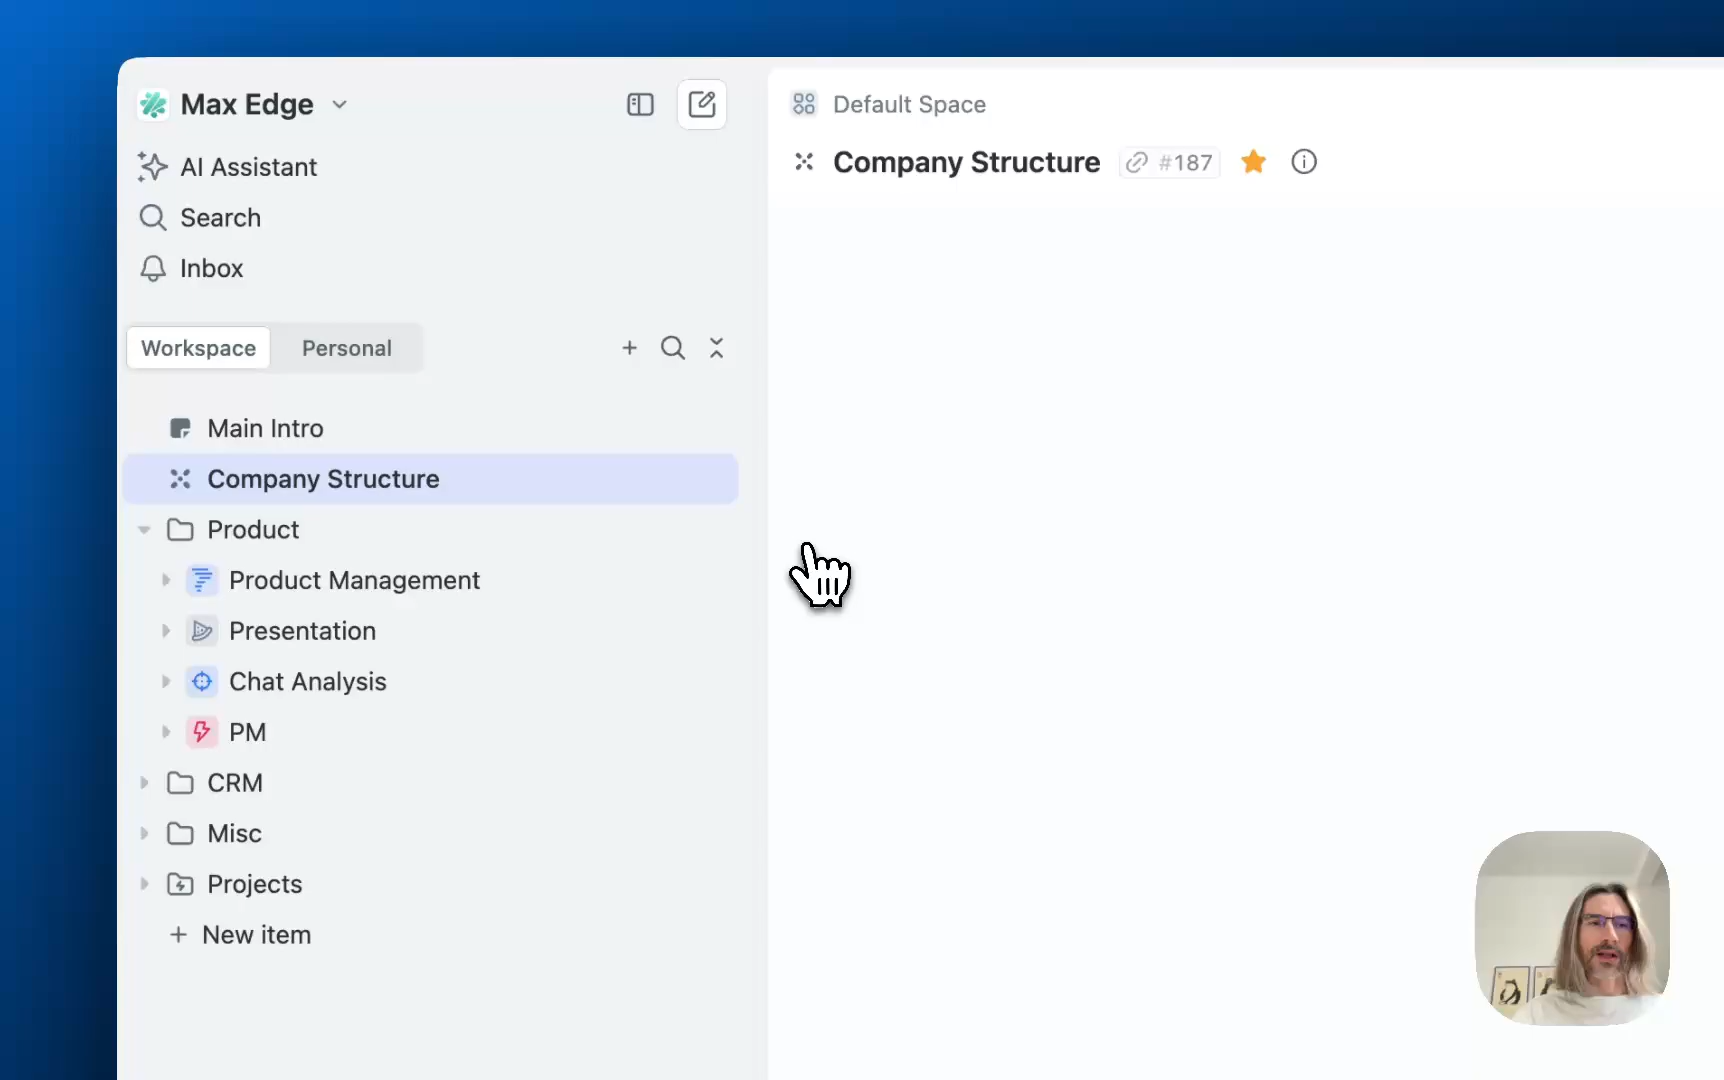 Max Edge
AI Assistant
Search
Inbox
Workspace
Personal
Main Intro
Company Structure
Product
Product Management
Presentation
Chat Analysis
PM
CRM
Misc
Projects
New item
Default Space
Company Structure
#187